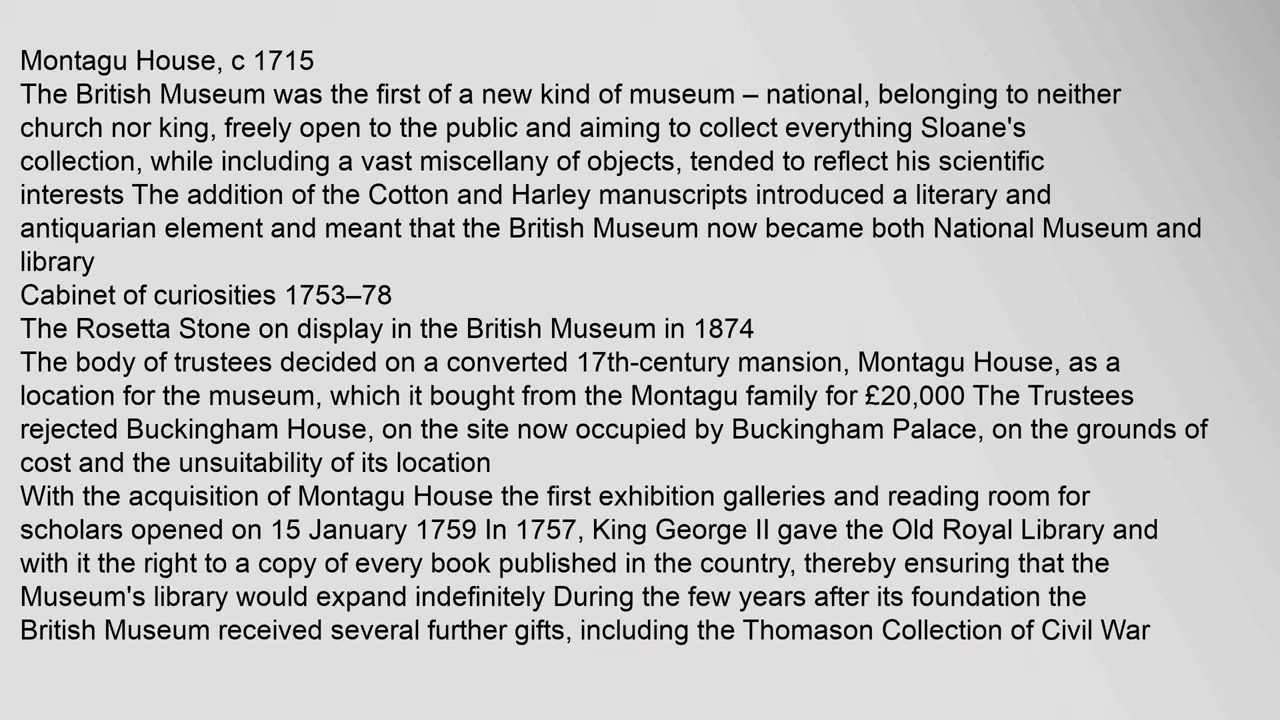 Montagu House, c 1715
The British Museum was the first of a new kind of museum – national, belonging to neither
church nor king, freely open to the public and aiming to collect everything Sloane's
collection, while including a vast miscellany of objects, tended to reflect his scientific
interests The addition of the Cotton and Harley manuscripts introduced a literary and
antiquarian element and meant that the British Museum now became both National Museum and
library
Cabinet of curiosities 1753–78
The Rosetta Stone on display in the British Museum in 1874
The body of trustees decided on a converted 17th-century mansion, Montagu House, as a
location for the museum, which it bought from the Montagu family for £20,000 The Trustees
rejected Buckingham House, on the site now occupied by Buckingham Palace, on the grounds of
cost and the unsuitability of its location
With the acquisition of Montagu House the first exhibition galleries and reading room for
scholars opened on 15 January 1759 In 1757, King George II gave the Old Royal Library and
with it the right to a copy of every book published in the country, thereby ensuring that the
Museum's library would expand indefinitely During the few years after its foundation the
British Museum received several further gifts, including the Thomason Collection of Civil War